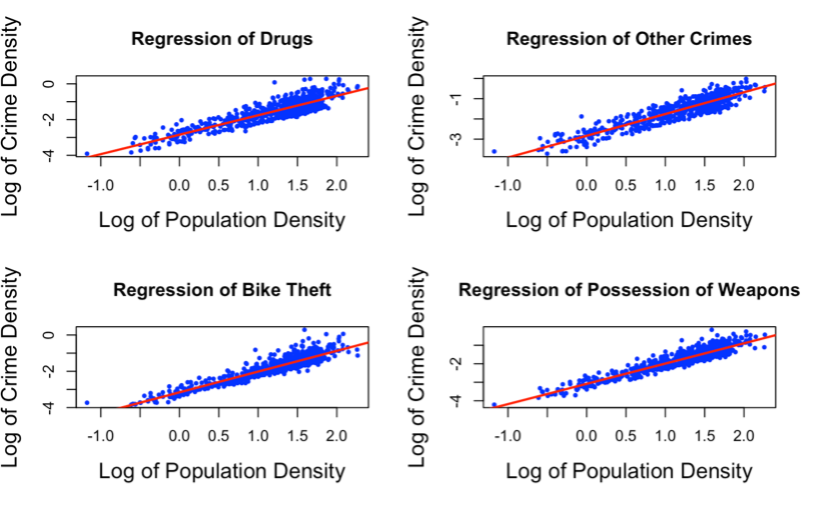 Regression of Drugs
Log of Crime Density
0
-2
-4
-1.0 0.0 0.5 1.0 1.5 2.0
Log of Population Density
Regression of Other Crimes
Log of Crime Density
-1
-3
-1.0 0.0 0.5 1.0 1.5 2.0
Log of Population Density
Regression of Bike Theft
Log of Crime Density
0
-2
-4
-1.0 0.0 0.5 1.0 1.5 2.0
Log of Population Density
Regression of Possession of Weapons
Log of Crime Density
-2
-4
-1.0 0.0 0.5 1.0 1.5 2.0
Log of Population Density